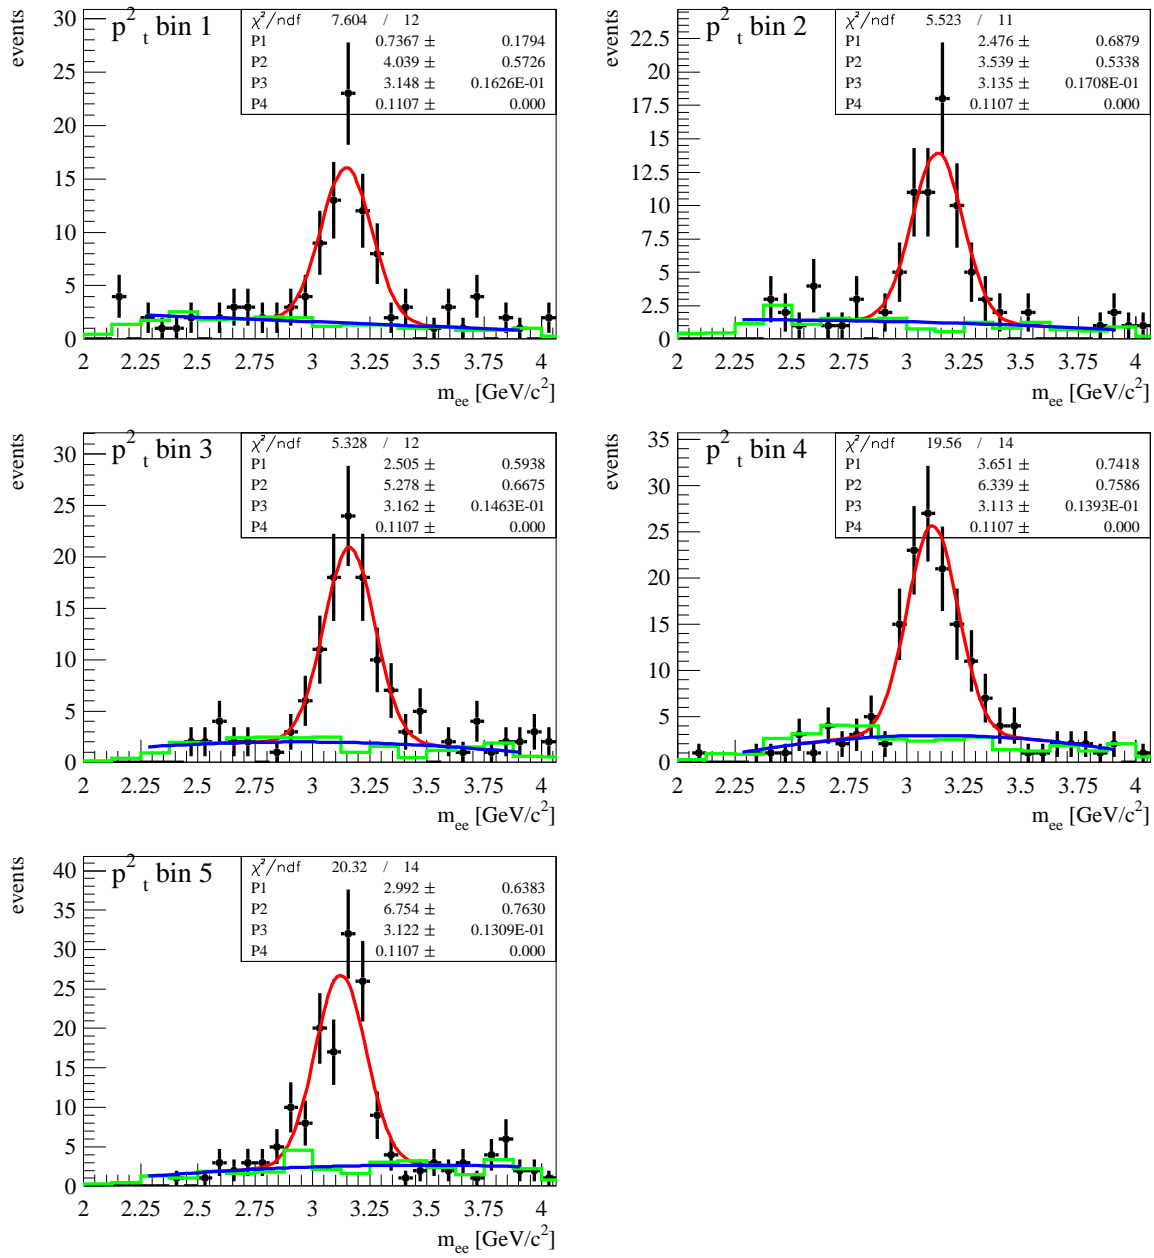 events
p²ₜ bin 1
χ²/ndf 7.604 / 12
P1 0.7367 ± 0.1794
P2 4.039 ± 0.5726
P3 3.148 ± 0.1626E-01
P4 0.1107 ± 0.000
30
25
20
15
10
5
0
2 2.25 2.5 2.75 3 3.25 3.5 3.75 4
mₑₑ [GeV/c²]
events
p²ₜ bin 2
χ²/ndf 5.523 / 11
P1 2.476 ± 0.6879
P2 3.539 ± 0.5338
P3 3.135 ± 0.1708E-01
P4 0.1107 ± 0.000
22.5
20
17.5
15
12.5
10
7.5
5
2.5
0
2 2.25 2.5 2.75 3 3.25 3.5 3.75 4
mₑₑ [GeV/c²]
events
p²ₜ bin 3
χ²/ndf 5.328 / 12
P1 2.505 ± 0.5938
P2 5.278 ± 0.6675
P3 3.162 ± 0.1463E-01
P4 0.1107 ± 0.000
30
25
20
15
10
5
0
2 2.25 2.5 2.75 3 3.25 3.5 3.75 4
mₑₑ [GeV/c²]
events
p²ₜ bin 4
χ²/ndf 19.56 / 14
P1 3.651 ± 0.7418
P2 6.339 ± 0.7586
P3 3.113 ± 0.1393E-01
P4 0.1107 ± 0.000
35
30
25
20
15
10
5
0
2 2.25 2.5 2.75 3 3.25 3.5 3.75 4
mₑₑ [GeV/c²]
events
p²ₜ bin 5
χ²/ndf 20.32 / 14
P1 2.992 ± 0.6383
P2 6.754 ± 0.7630
P3 3.122 ± 0.1309E-01
P4 0.1107 ± 0.000
40
35
30
25
20
15
10
5
0
2 2.25 2.5 2.75 3 3.25 3.5 3.75 4
mₑₑ [GeV/c²]